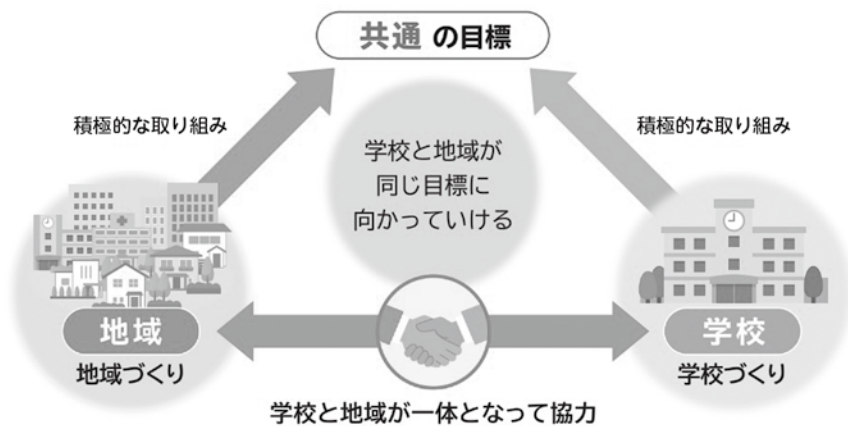 共通 の目標
積極的な取り組み
積極的な取り組み
学校と地域が
同じ目標に
向かっていける
地域
地域づくり
学校
学校づくり
学校と地域が一体となって協力